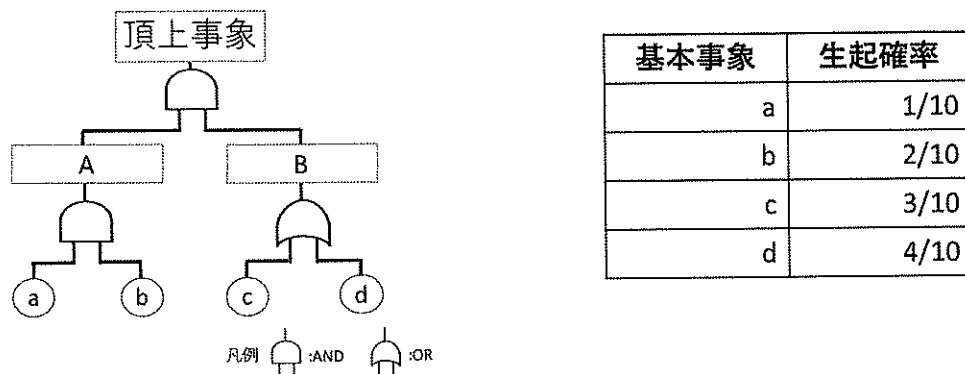 頂上事象
A
B
a
b
c
d
凡例 :AND :OR
基本事象 生起確率
a 1/10
b 2/10
c 3/10
d 4/10